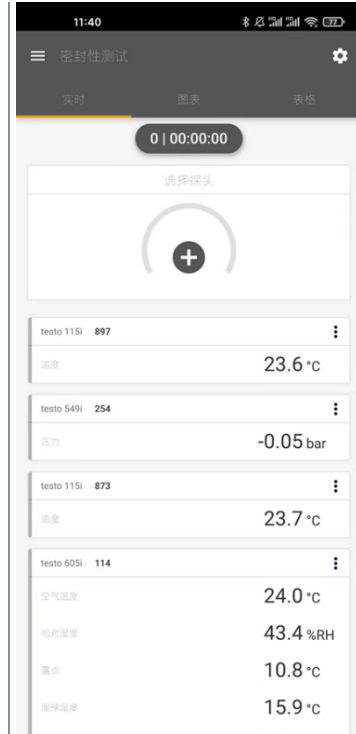 11:40
77
密封性测试
实时 图表 表格
0 | 00:00:00
选择探头
testo 115i 897
温度 23.6 °C
testo 549i 254
压力 -0.05 bar
testo 115i 873
温度 23.7 °C
testo 605i 114
空气温度 24.0 °C
相对湿度 43.4 %RH
露点 10.8 °C
湿球温度 15.9 °C